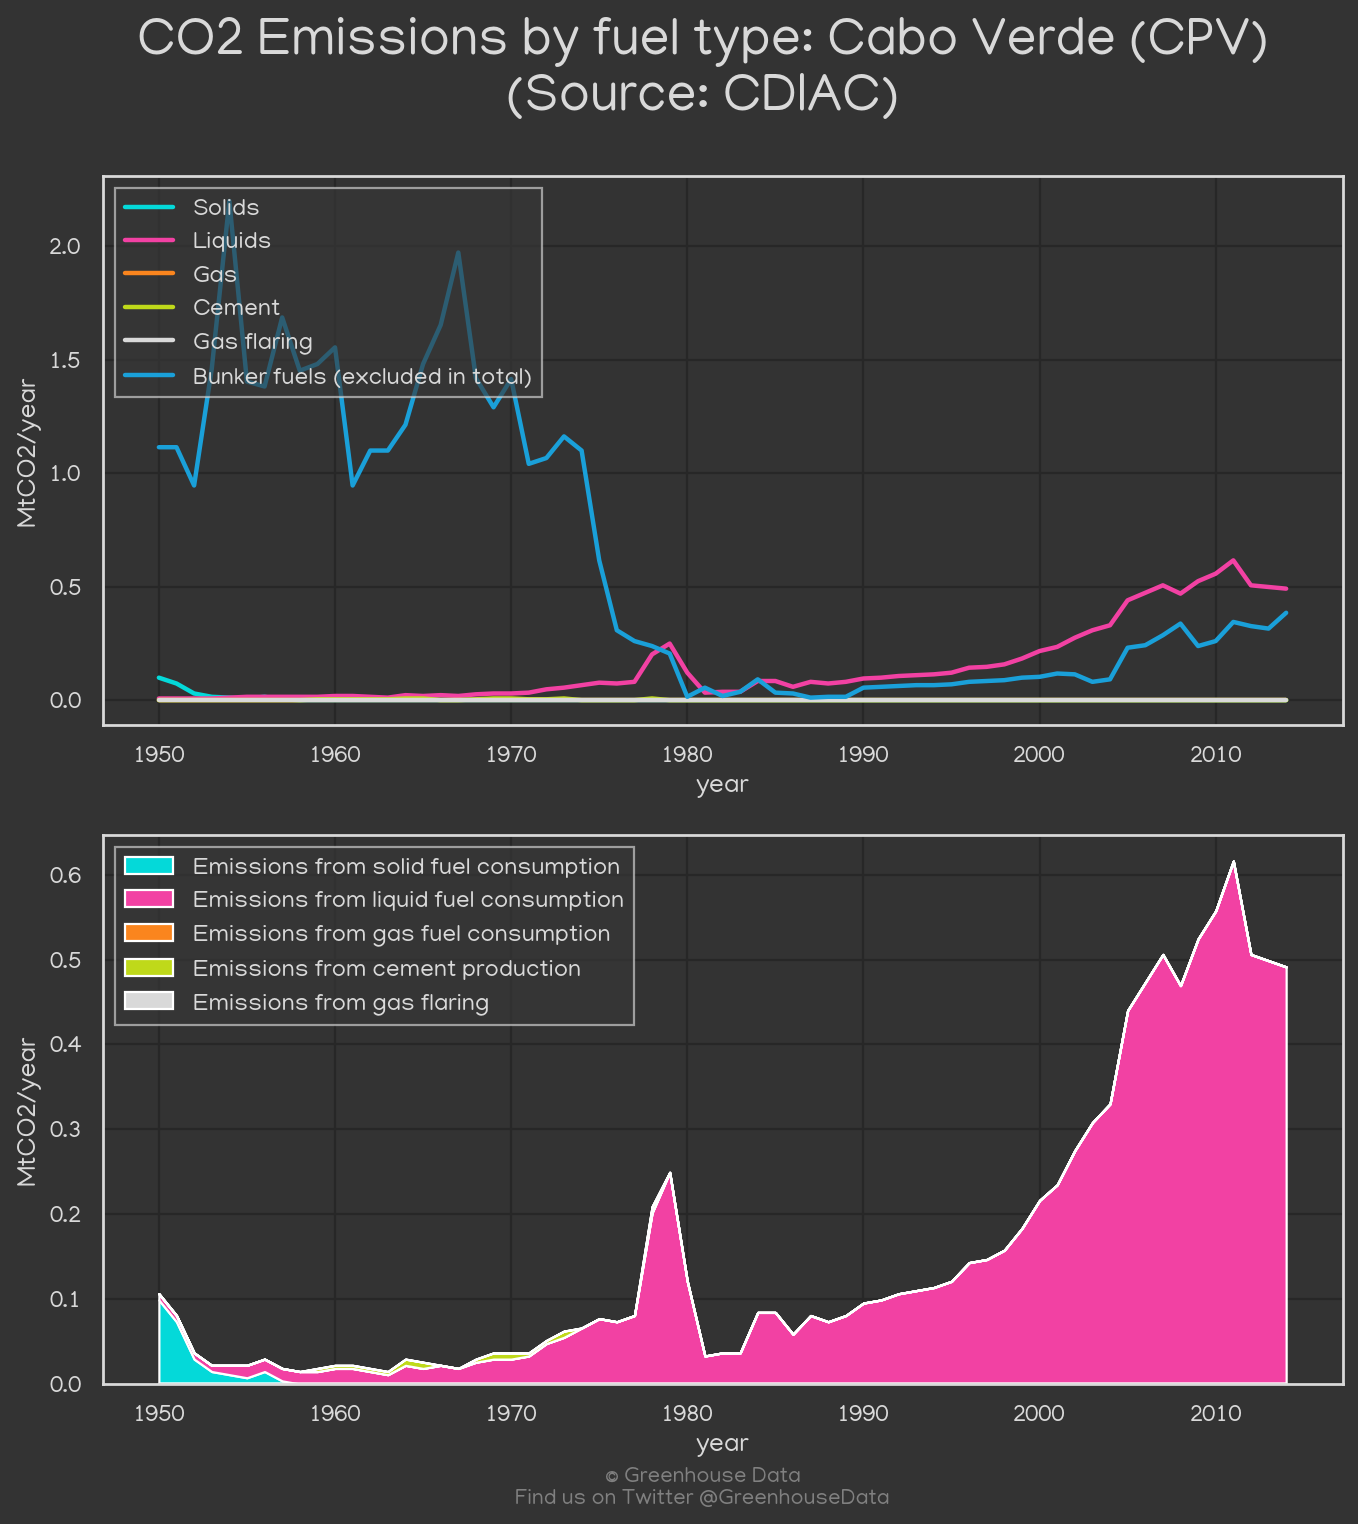 CO2 Emissions by fuel type: Cabo Verde (CPV)
(Source: CDIAC)
Solids
Liquids
Gas
Cement
Gas flaring
Bunker fuels (excluded in total)
2.0
1.5
1.0
0.5
0.0
MtCO2/year
1950 1960 1970 1980 1990 2000 2010
year
Emissions from solid fuel consumption
Emissions from liquid fuel consumption
Emissions from gas fuel consumption
Emissions from cement production
Emissions from gas flaring
0.6
0.5
0.4
0.3
0.2
0.1
0.0
MtCO2/year
1950 1960 1970 1980 1990 2000 2010
year
© Greenhouse Data
Find us on Twitter @GreenhouseData